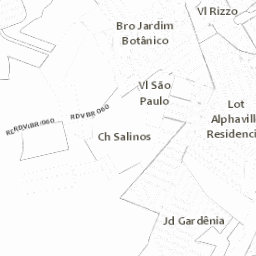 Vl Rizzo
Bro Jardim
Botânico
Vl São
Paulo
Lot
Alphavill
Residenci
RDV BR 060
RDV BR-060
Ch Salinos
Jd Gardênia